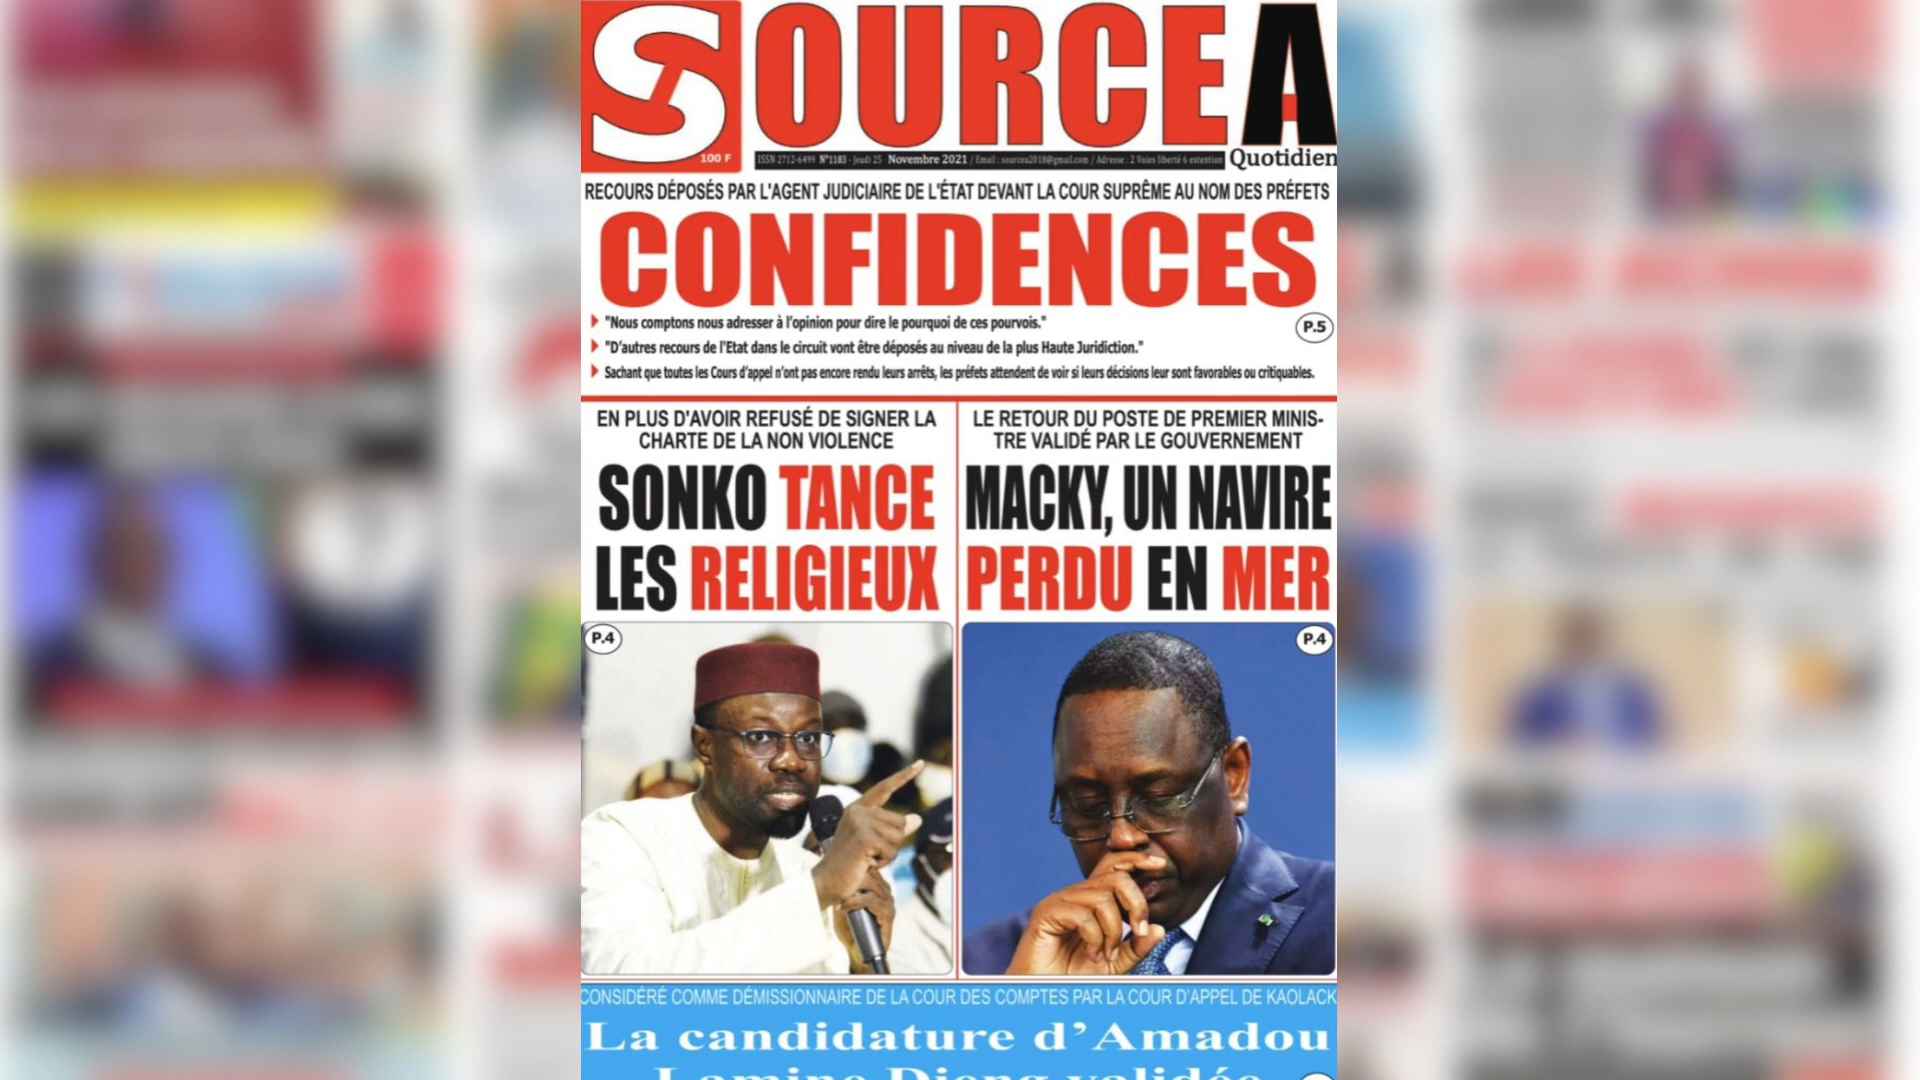 SOURCE A
100 F
ISSN 2712-6499 N°1183 - Jeudi 25 Novembre 2021 / Email : sourcea2018@gmail.com / Adresse : 2 Voies liberté 6 extention
Quotidien
RECOURS DÉPOSÉS PAR L'AGENT JUDICIAIRE DE L'ÉTAT DEVANT LA COUR SUPRÊME AU NOM DES PRÉFETS
CONFIDENCES
"Nous comptons nous adresser à l'opinion pour dire le pourquoi de ces pourvois."
P.5
"D'autres recours de l'Etat dans le circuit vont être déposés au niveau de la plus Haute Juridiction."
Sachant que toutes les Cours d'appel n'ont pas encore rendu leurs arrêts, les préfets attendent de voir si leurs décisions leur sont favorables ou critiquables.
EN PLUS D'AVOIR REFUSÉ DE SIGNER LA
CHARTE DE LA NON VIOLENCE
SONKO TANCE
LES RELIGIEUX
P.4
LE RETOUR DU POSTE DE PREMIER MINIS-
TRE VALIDÉ PAR LE GOUVERNEMENT
MACKY, UN NAVIRE
PERDU EN MER
P.4
CONSIDÉRÉ COMME DÉMISSIONNAIRE DE LA COUR DES COMPTES PAR LA COUR D'APPEL DE KAOLACK
La candidature d'Amadou
Lamine Dieng validée